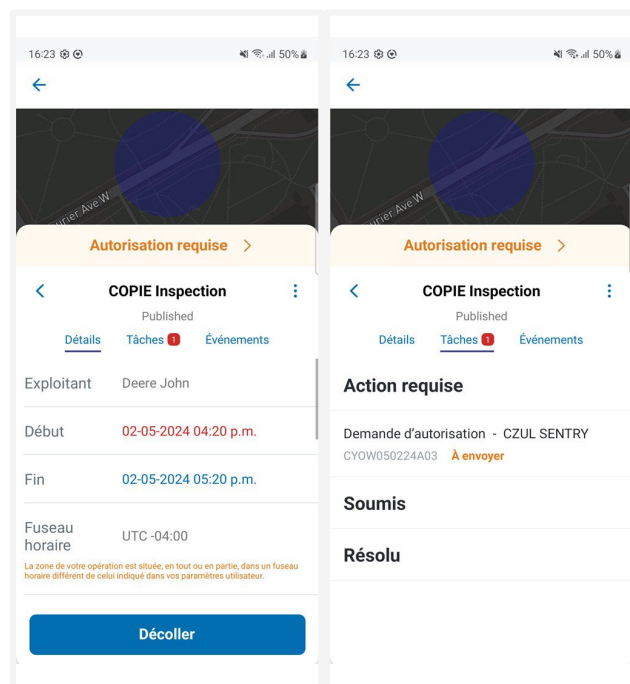 16:23
50%
urier Ave W
Autorisation requise
COPIE Inspection
Published
Détails Tâches 1 Événements
Exploitant Deere John
Début 02-05-2024 04:20 p.m.
Fin 02-05-2024 05:20 p.m.
Fuseau
horaire
UTC -04:00
La zone de votre opération est située, en tout ou en partie, dans un fuseau
horaire différent de celui indiqué dans vos paramètres utilisateur.
Décoller
16:23
50%
urier Ave W
Autorisation requise
COPIE Inspection
Published
Détails Tâches 1 Événements
Action requise
Demande d'autorisation - CZUL SENTRY
CYOW050224A03 À envoyer
Soumis
Résolu